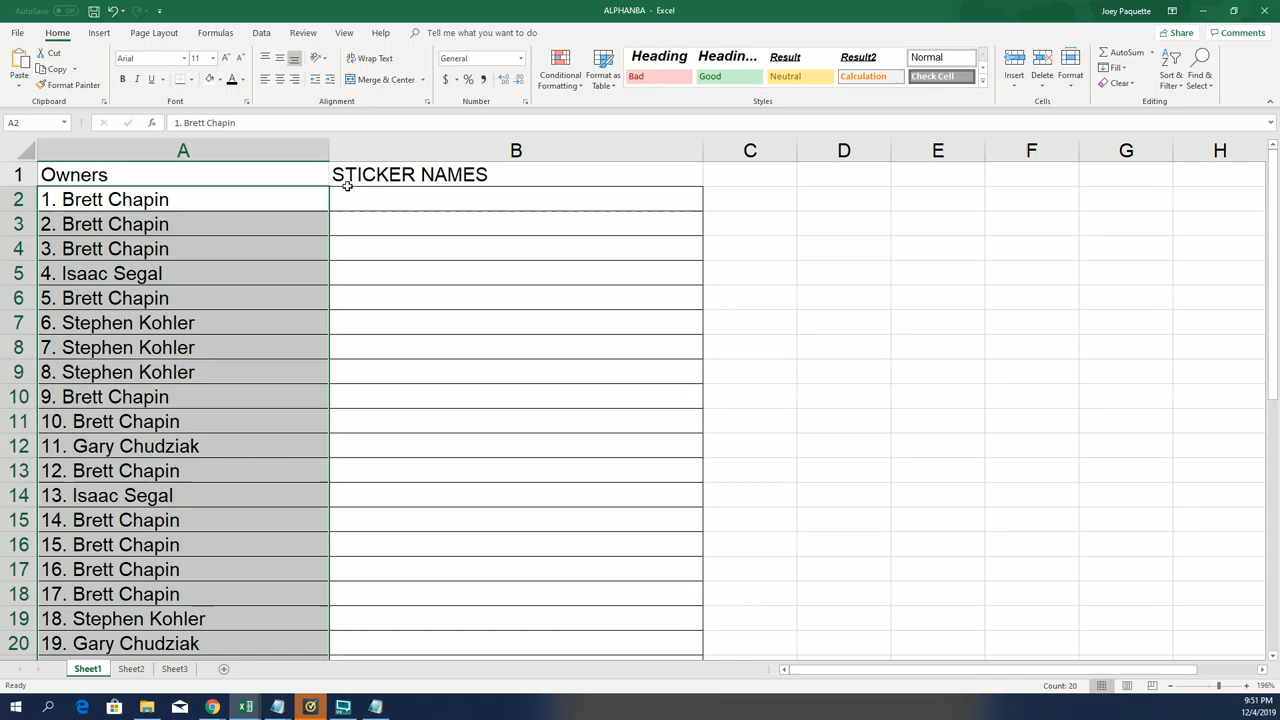 AutoSave Off
ALPHANBA - Excel
Joey Paquette
File Home Insert Page Layout Formulas Data Review View Help Tell me what you want to do
Share Comments
Paste
Cut
Copy
Format Painter
Clipboard
Arial 11
B I U
Font
Wrap Text
Merge & Center
Alignment
General
$ % ,
Number
Conditional Formatting
Format as Table
Heading Headin... Result Result2 Normal
Bad Good Neutral Calculation Check Cell
Styles
Insert Delete Format
Cells
AutoSum
Fill
Clear
Sort & Filter
Find & Select
Editing
A2 fx 1. Brett Chapin
A B C D E F G H
1 Owners STICKER NAMES
2 1. Brett Chapin
3 2. Brett Chapin
4 3. Brett Chapin
5 4. Isaac Segal
6 5. Brett Chapin
7 6. Stephen Kohler
8 7. Stephen Kohler
9 8. Stephen Kohler
10 9. Brett Chapin
11 10. Brett Chapin
12 11. Gary Chudziak
13 12. Brett Chapin
14 13. Isaac Segal
15 14. Brett Chapin
16 15. Brett Chapin
17 16. Brett Chapin
18 17. Brett Chapin
19 18. Stephen Kohler
20 19. Gary Chudziak
Sheet1 Sheet2 Sheet3
Ready
Count: 20
196%
9:51 PM
12/4/2019